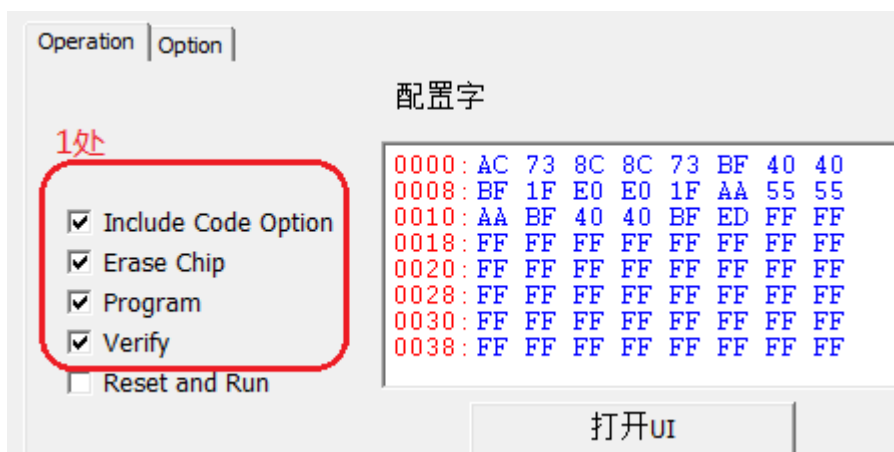 Operation
Option
配置字
1处
Include Code Option
Erase Chip
Program
Verify
Reset and Run
0000:AC 73 8C 8C 73 BF 40 40
0008:BF 1F E0 E0 1F AA 55 55
0010:AA BF 40 40 BF ED FF FF
0018:FF FF FF FF FF FF FF FF
0020:FF FF FF FF FF FF FF FF
0028:FF FF FF FF FF FF FF FF
0030:FF FF FF FF FF FF FF FF
0038:FF FF FF FF FF FF FF FF
打开UI